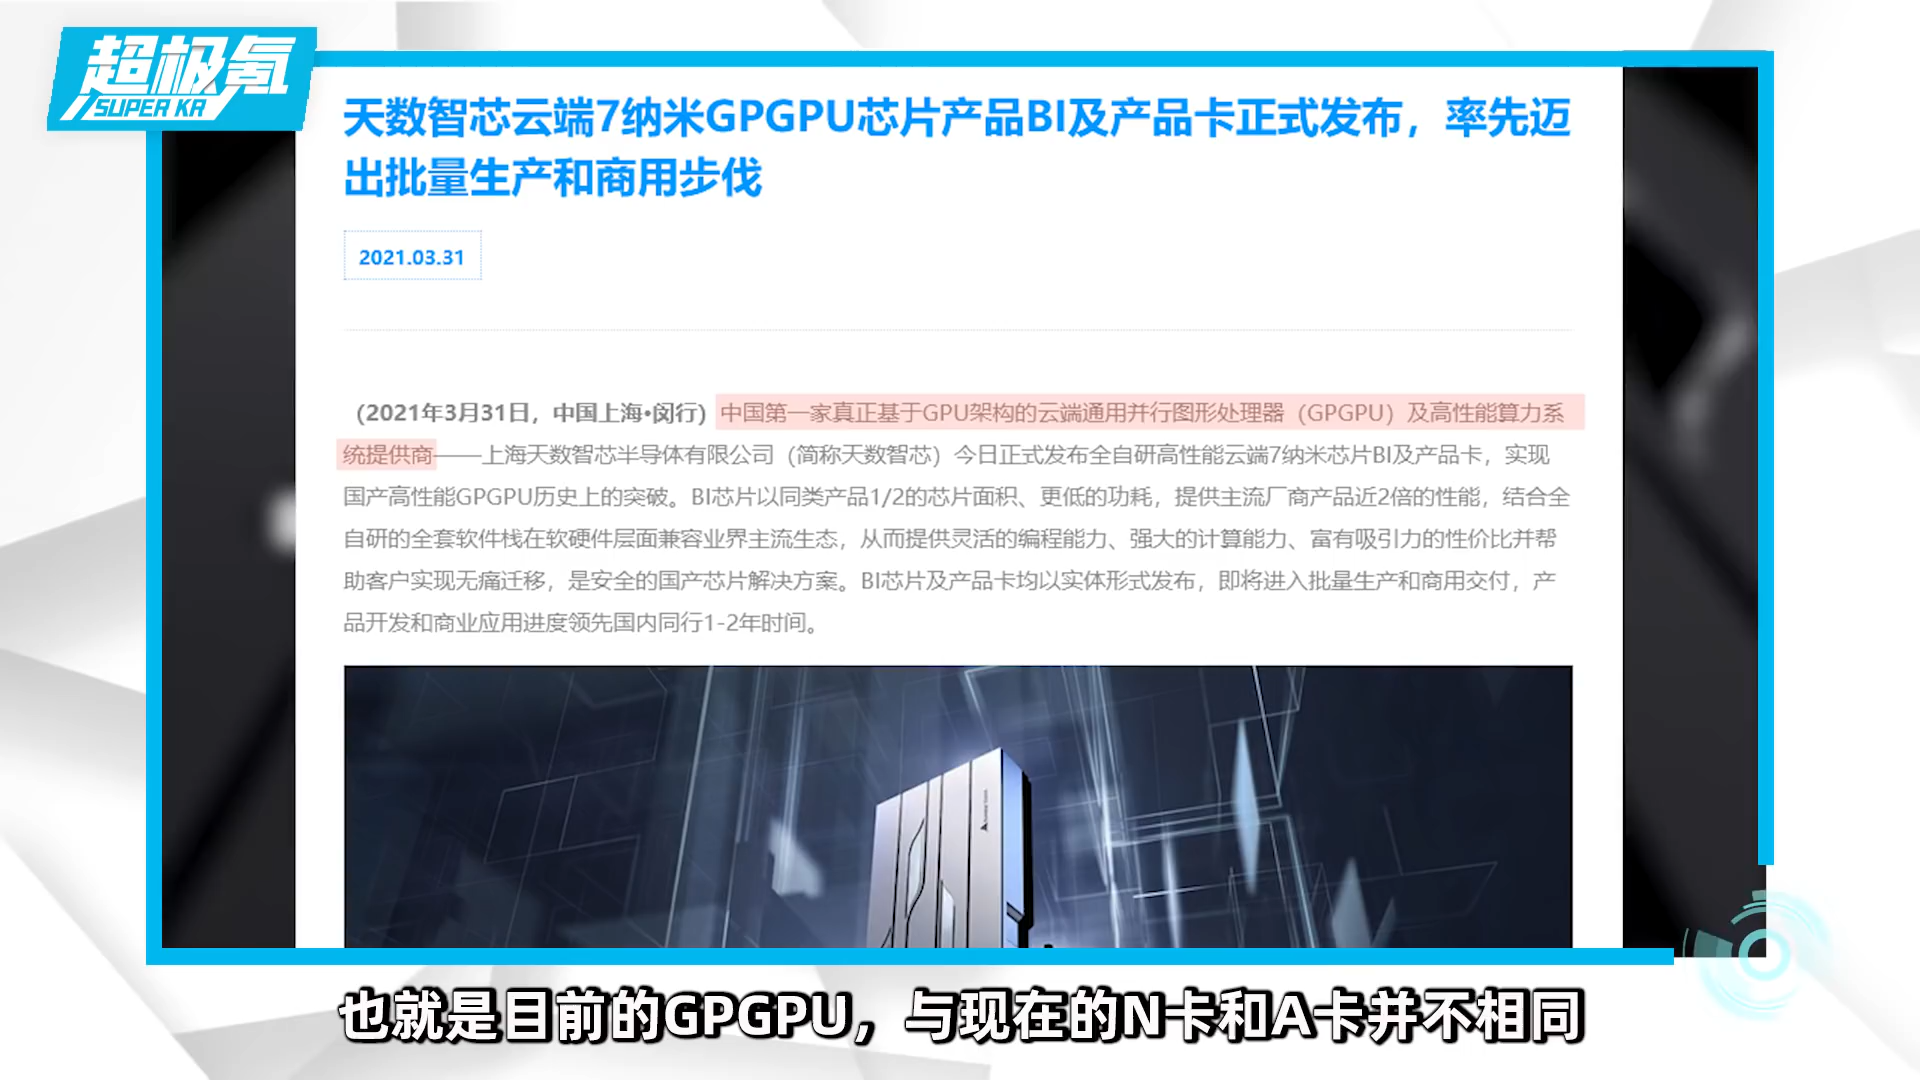 超极氪
SUPER KR
天数智芯云端7纳米GPGPU芯片产品BI及产品卡正式发布，率先迈
出批量生产和商用步伐
2021.03.31
（2021年3月31日，中国上海•闵行）中国第一家真正基于GPU架构的云端通用并行图形处理器（GPGPU）及高性能算力系
统提供商——上海天数智芯半导体有限公司（简称天数智芯）今日正式发布全自研高性能云端7纳米芯片BI及产品卡，实现
国产高性能GPGPU历史上的突破。BI芯片以同类产品1/2的芯片面积、更低的功耗，提供主流厂商产品近2倍的性能，结合全
自研的全套软件栈在软硬件层面兼容业界主流生态，从而提供灵活的编程能力、强大的计算能力、富有吸引力的性价比并帮
助客户实现无痛迁移，是安全的国产芯片解决方案。BI芯片及产品卡均以实体形式发布，即将进入批量生产和商用交付，产
品开发和商业应用进度领先国内同行1-2年时间。
也就是目前的GPGPU，与现在的N卡和A卡并不相同